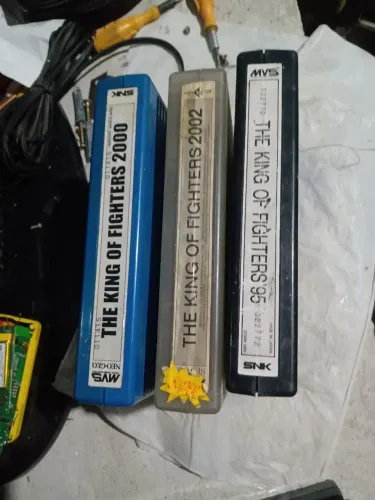 SNK
THE KING OF FIGHTERS 2000
NEO·GEO
MVS
THE KING OF FIGHTERS 2002
MVS
THE KING OF FIGHTERS '95
SNK